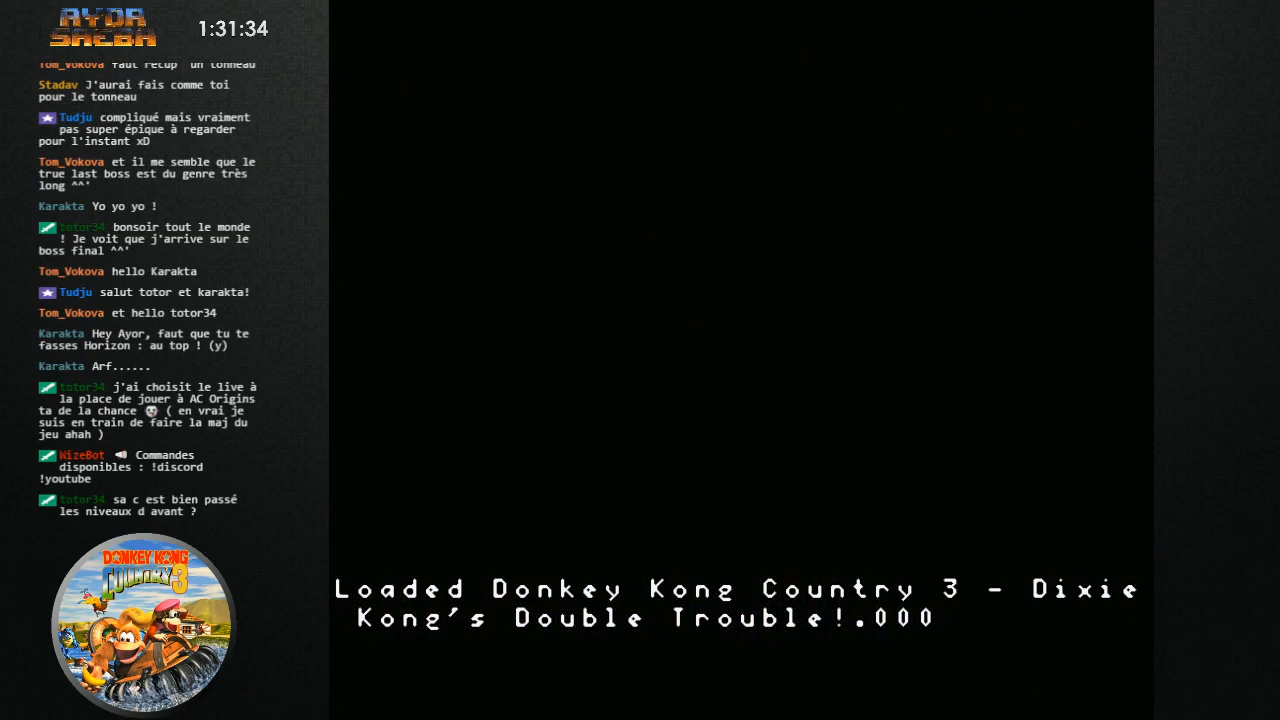 AYOR
SAEBA
1:31:34
Tom_Vokova faut recup un tonneau
Stadav J'aurai fais comme toi
pour le tonneau
Tudju compliqué mais vraiment
pas super épique à regarder
pour l'instant xD
Tom_Vokova et il me semble que le
true last boss est du genre très
long ^^'
Karakta Yo yo yo !
totor34 bonsoir tout le monde
! Je voit que j'arrive sur le
boss final ^^'
Tom_Vokova hello Karakta
Tudju salut totor et karakta!
Tom_Vokova et hello totor34
Karakta Hey Ayor, faut que tu te
fasses Horizon : au top ! (y)
Karakta Arf......
totor34 j'ai choisit le live à
la place de jouer à AC Origins
ta de la chance ( en vrai je
suis en train de faire la maj du
jeu ahah )
WizeBot Commandes
disponibles : !discord
!youtube
totor34 sa c est bien passé
les niveaux d avant ?
DONKEY KONG
COUNTRY 3
Loaded Donkey Kong Country 3 - Dixie
Kong's Double Trouble!.000